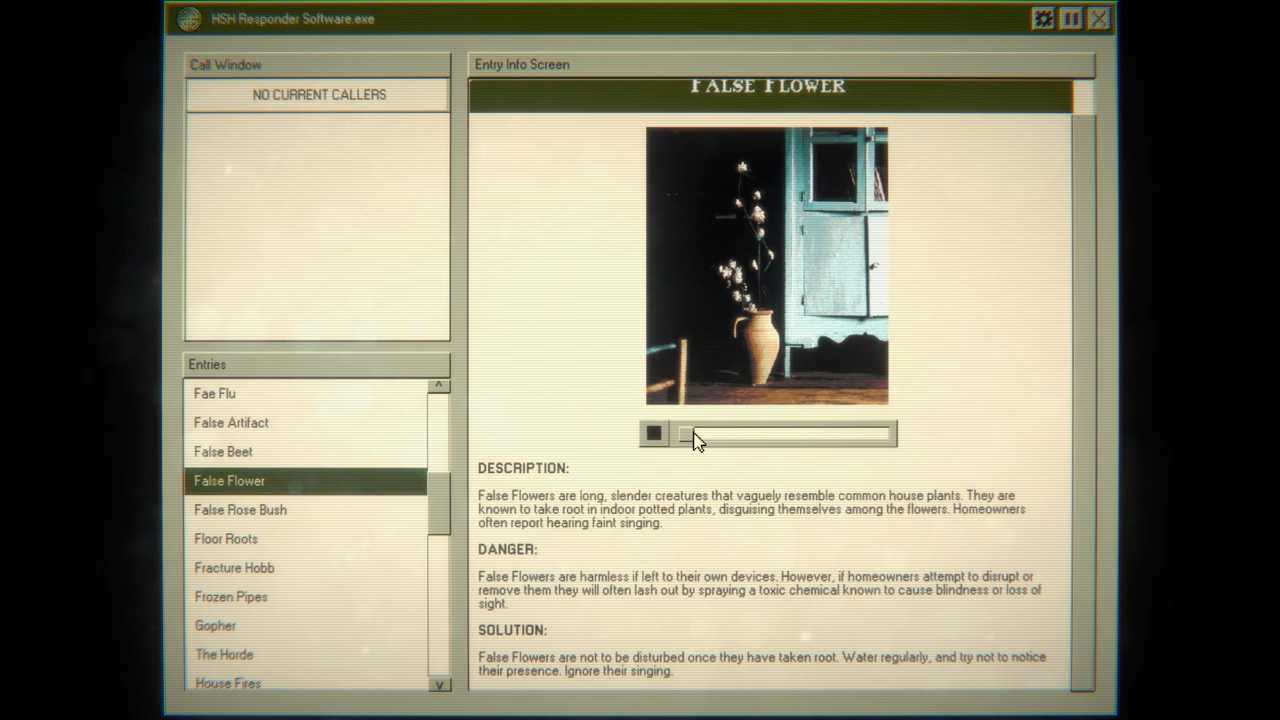 HSH Responder Software.exe
Call Window
NO CURRENT CALLERS
Entries
Fae Flu
False Artifact
False Beet
False Flower
False Rose Bush
Floor Roots
Fracture Hobb
Frozen Pipes
Gopher
The Horde
House Fires
Entry Info Screen
FALSE FLOWER
DESCRIPTION:
False Flowers are long, slender creatures that vaguely resemble common house plants. They are
known to take root in indoor potted plants, disguising themselves among the flowers. Homeowners
often report hearing faint singing.
DANGER:
False Flowers are harmless if left to their own devices. However, if homeowners attempt to disrupt or
remove them they will often lash out by spraying a toxic chemical known to cause blindness or loss of
sight.
SOLUTION:
False Flowers are not to be disturbed once they have taken root. Water regularly, and try not to notice
their presence. Ignore their singing.